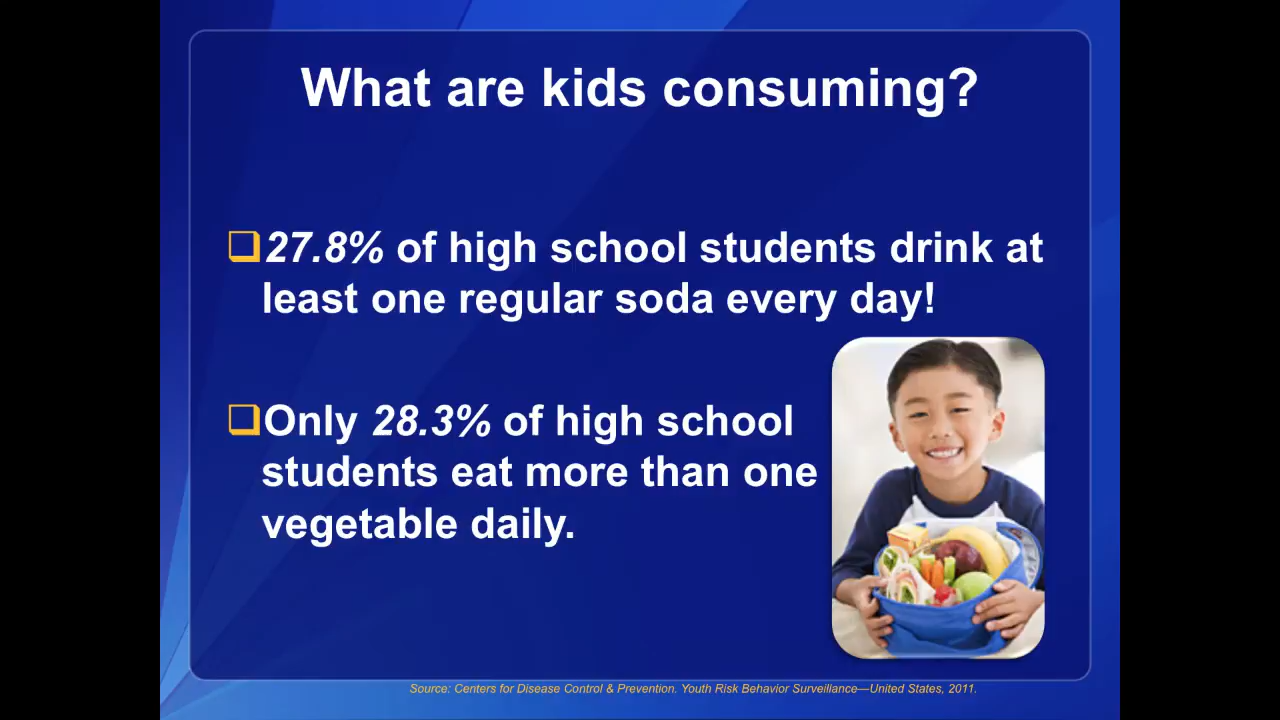 What are kids consuming?
27.8% of high school students drink at
least one regular soda every day!
Only 28.3% of high school
students eat more than one
vegetable daily.
Source: Centers for Disease Control & Prevention. Youth Risk Behavior Surveillance—United States, 2011.